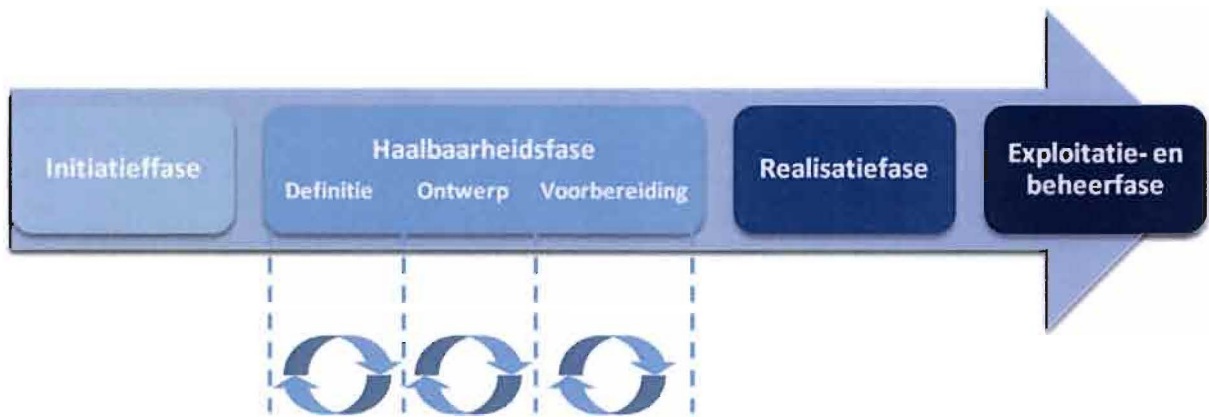 Initiatieffase
Haalbaarheidsfase
Definitie Ontwerp Voorbereiding
Realisatiefase
Exploitatie- en
beheerfase